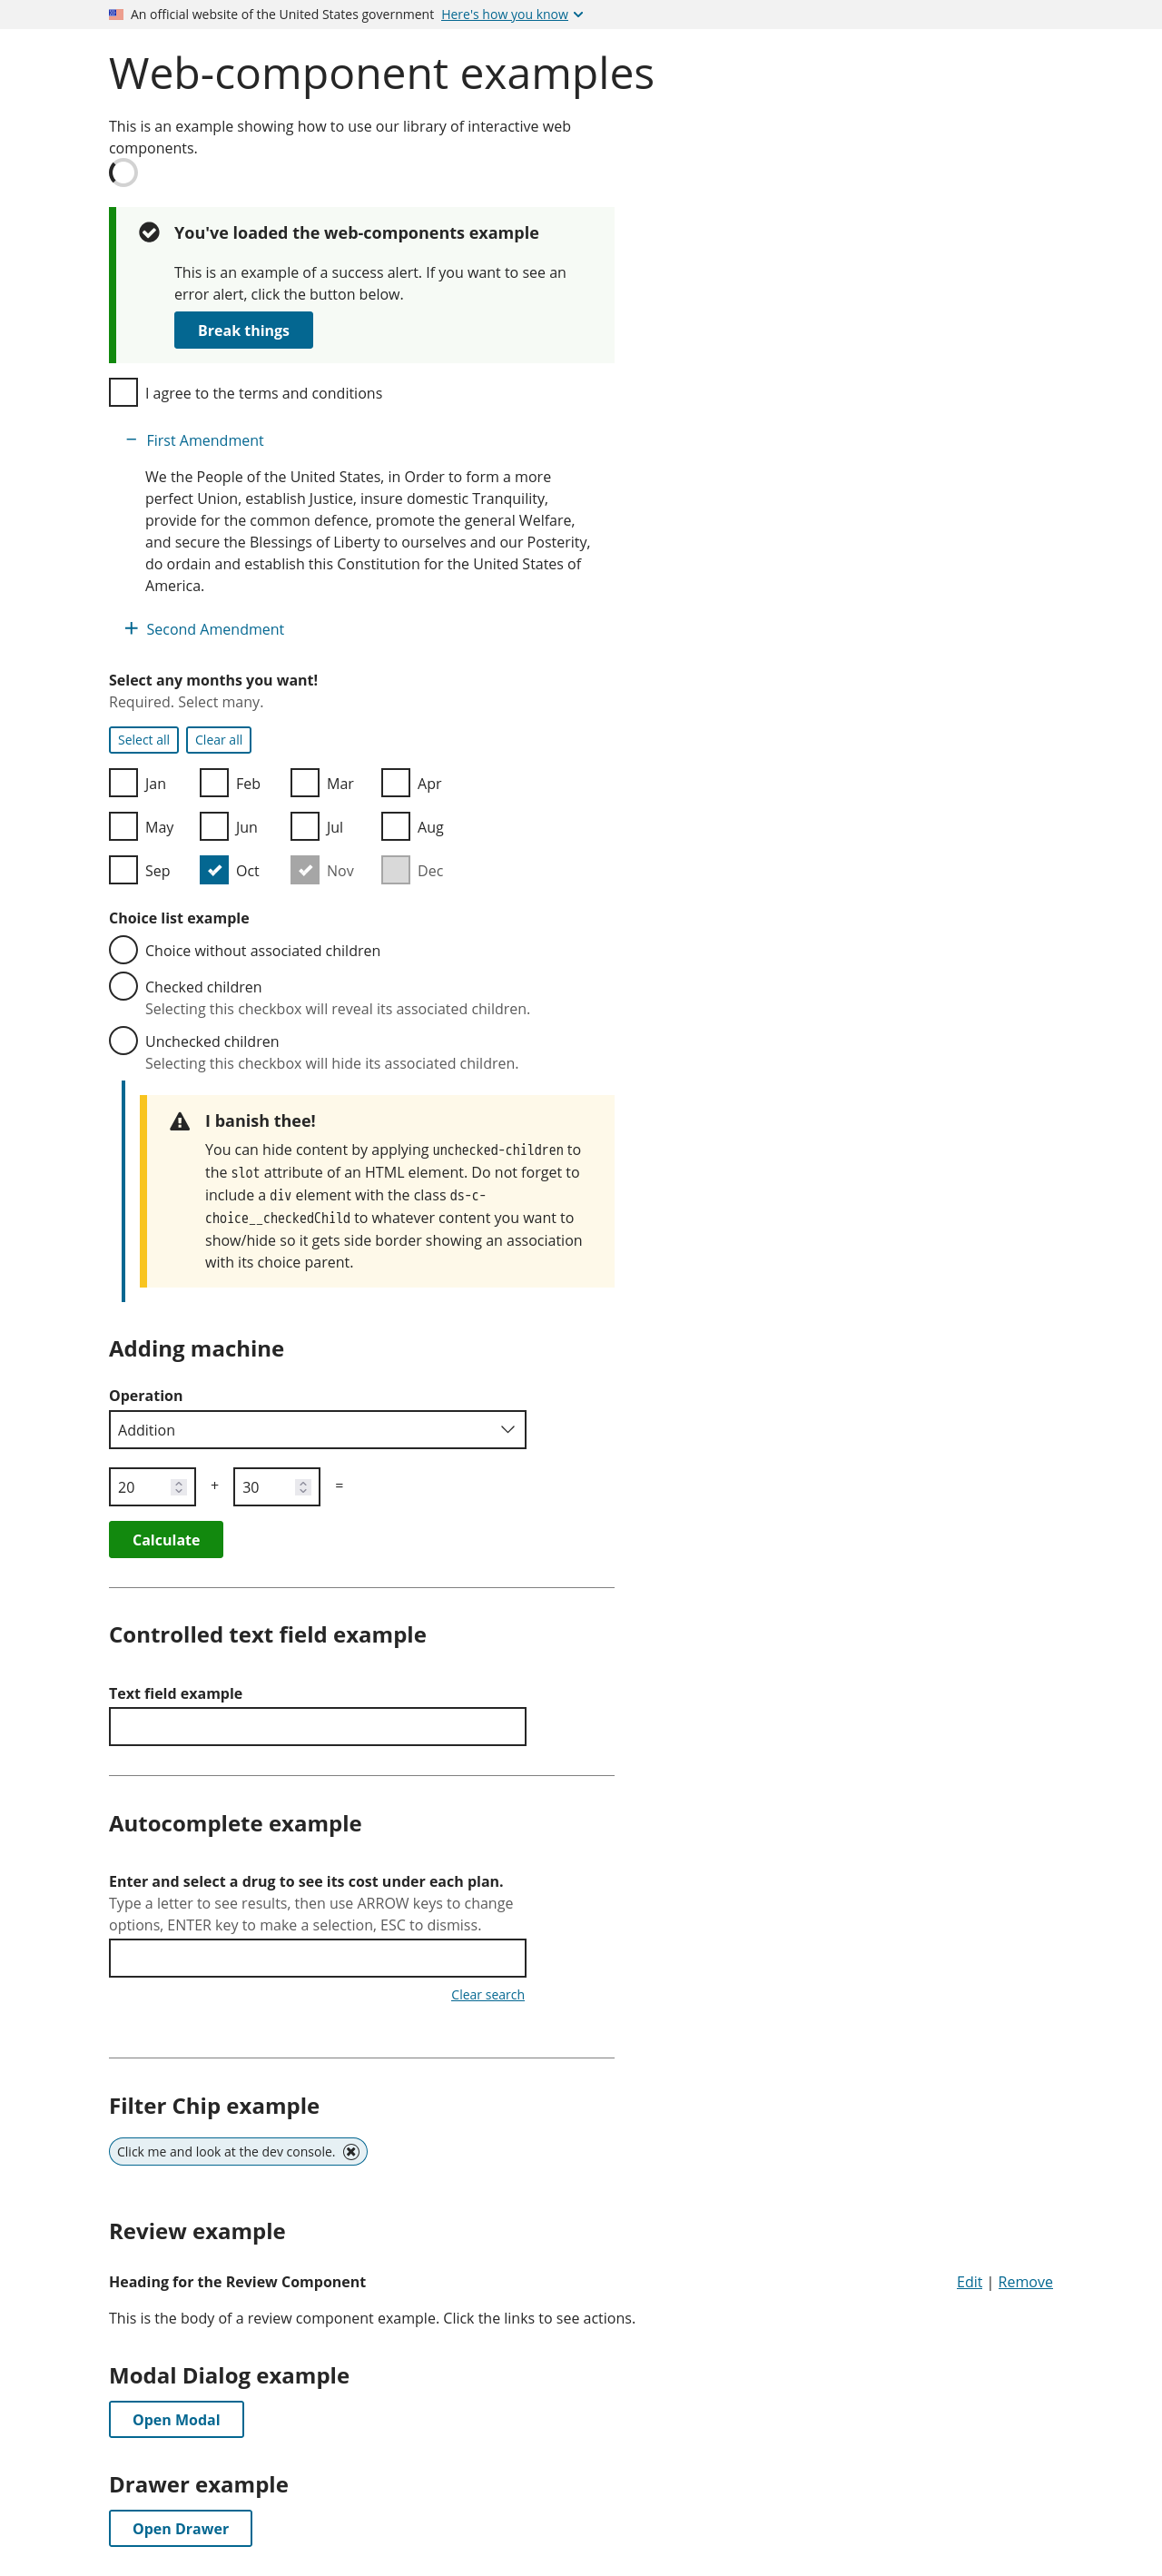 An official website of the United States government Here's how you know
Web-component examples
This is an example showing how to use our library of interactive web
components.
You've loaded the web-components example
This is an example of a success alert. If you want to see an
error alert, click the button below.
Break things
I agree to the terms and conditions
First Amendment
We the People of the United States, in Order to form a more
perfect Union, establish Justice, insure domestic Tranquility,
provide for the common defence, promote the general Welfare,
and secure the Blessings of Liberty to ourselves and our Posterity,
do ordain and establish this Constitution for the United States of
America.
Second Amendment
Select any months you want!
Required. Select many.
Select all Clear all
Jan Feb Mar Apr
May Jun Jul Aug
Sep Oct Nov Dec
Choice list example
Choice without associated children
Checked children
Selecting this checkbox will reveal its associated children.
Unchecked children
Selecting this checkbox will hide its associated children.
I banish thee!
You can hide content by applying unchecked-children to
the slot attribute of an HTML element. Do not forget to
include a div element with the class ds-c-
choice__checkedChild to whatever content you want to
show/hide so it gets side border showing an association
with its choice parent.
Adding machine
Operation
Addition
20 + 30 =
Calculate
Controlled text field example
Text field example
Autocomplete example
Enter and select a drug to see its cost under each plan.
Type a letter to see results, then use ARROW keys to change
options, ENTER key to make a selection, ESC to dismiss.
Clear search
Filter Chip example
Click me and look at the dev console.
Review example
Heading for the Review Component Edit | Remove
This is the body of a review component example. Click the links to see actions.
Modal Dialog example
Open Modal
Drawer example
Open Drawer